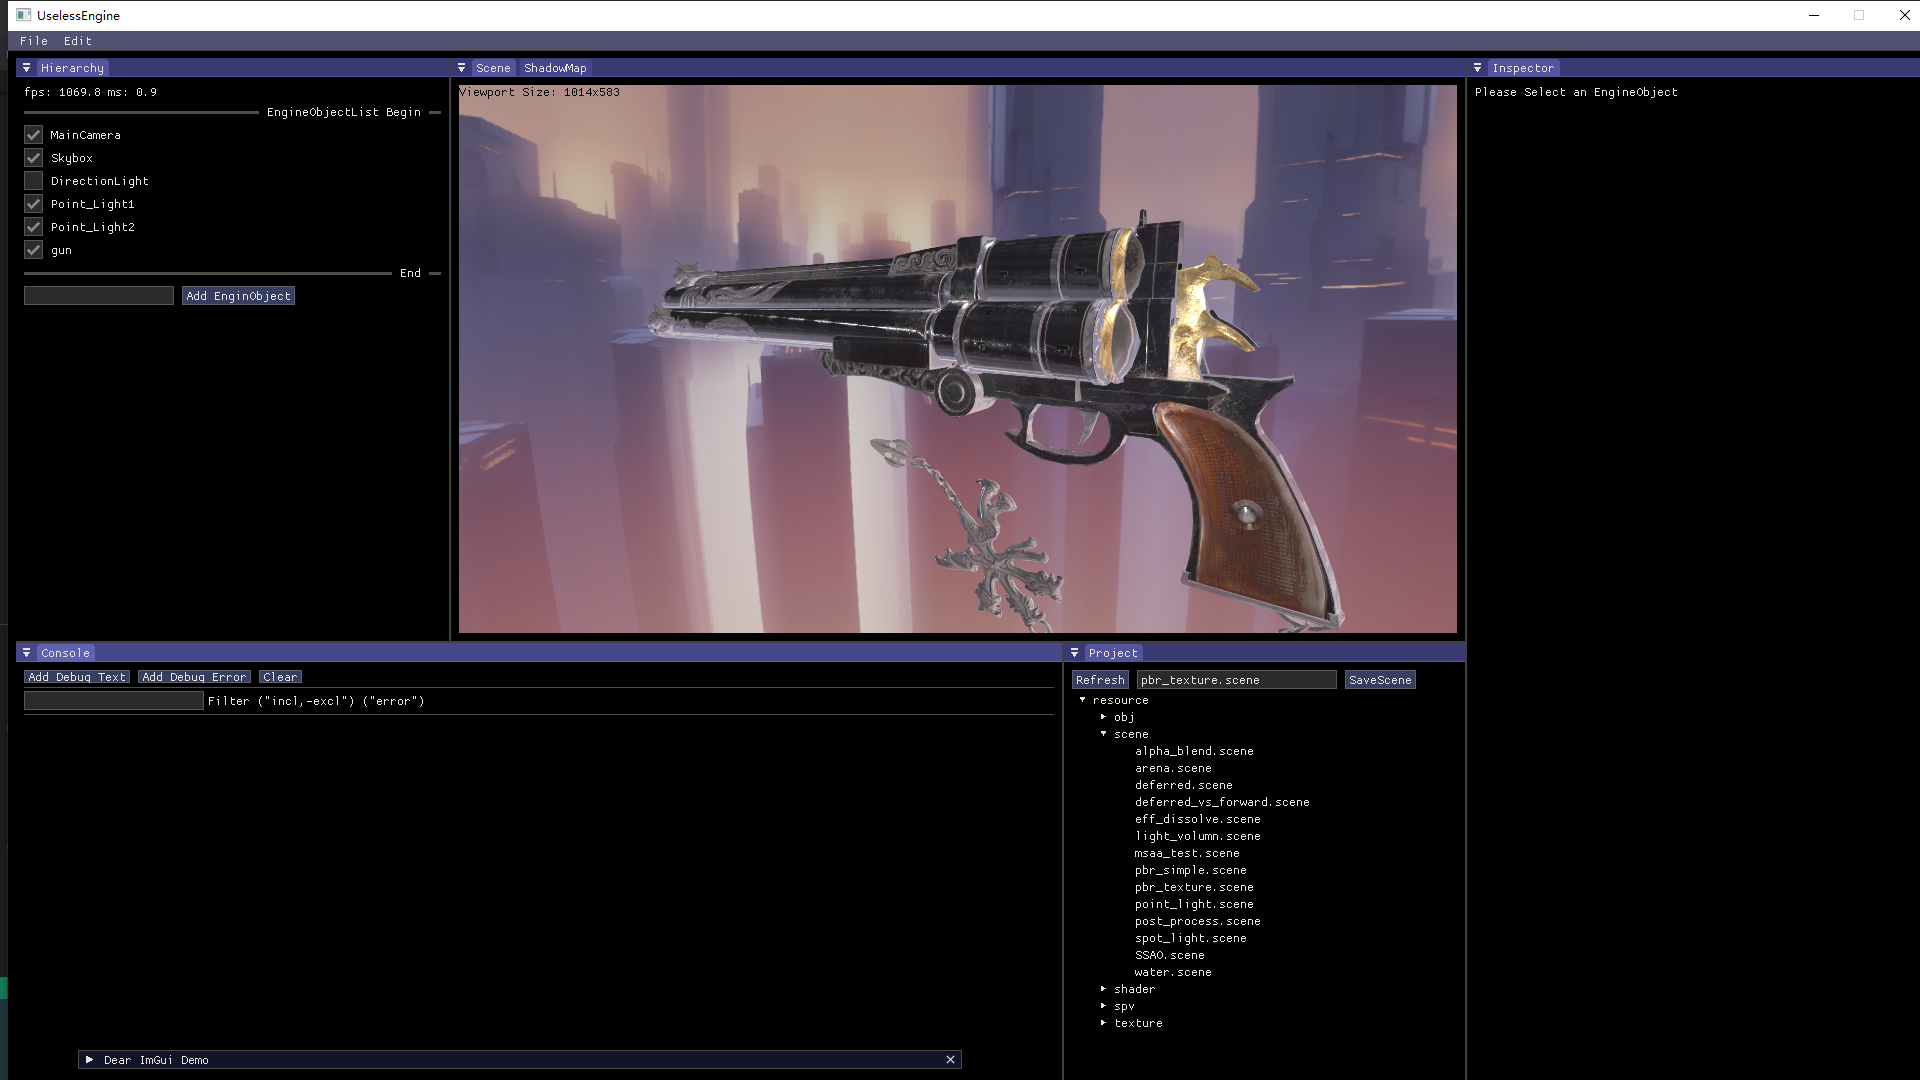 UselessEngine
File Edit
Hierarchy
fps: 1069.8 ms: 0.9
EngineObjectList Begin
MainCamera
Skybox
DirectionLight
Point_Light1
Point_Light2
gun
End
Add EnginObject
Scene ShadowMap
Viewport Size: 1014x583
Inspector
Please Select an EngineObject
Console
Add Debug Text Add Debug Error Clear
Filter ("incl,-excl") ("error")
Project
Refresh pbr_texture.scene SaveScene
resource
obj
scene
alpha_blend.scene
arena.scene
deferred.scene
deferred_vs_forward.scene
eff_dissolve.scene
light_volumn.scene
msaa_test.scene
pbr_simple.scene
pbr_texture.scene
point_light.scene
post_process.scene
spot_light.scene
SSAO.scene
water.scene
shader
spv
texture
Dear ImGui Demo